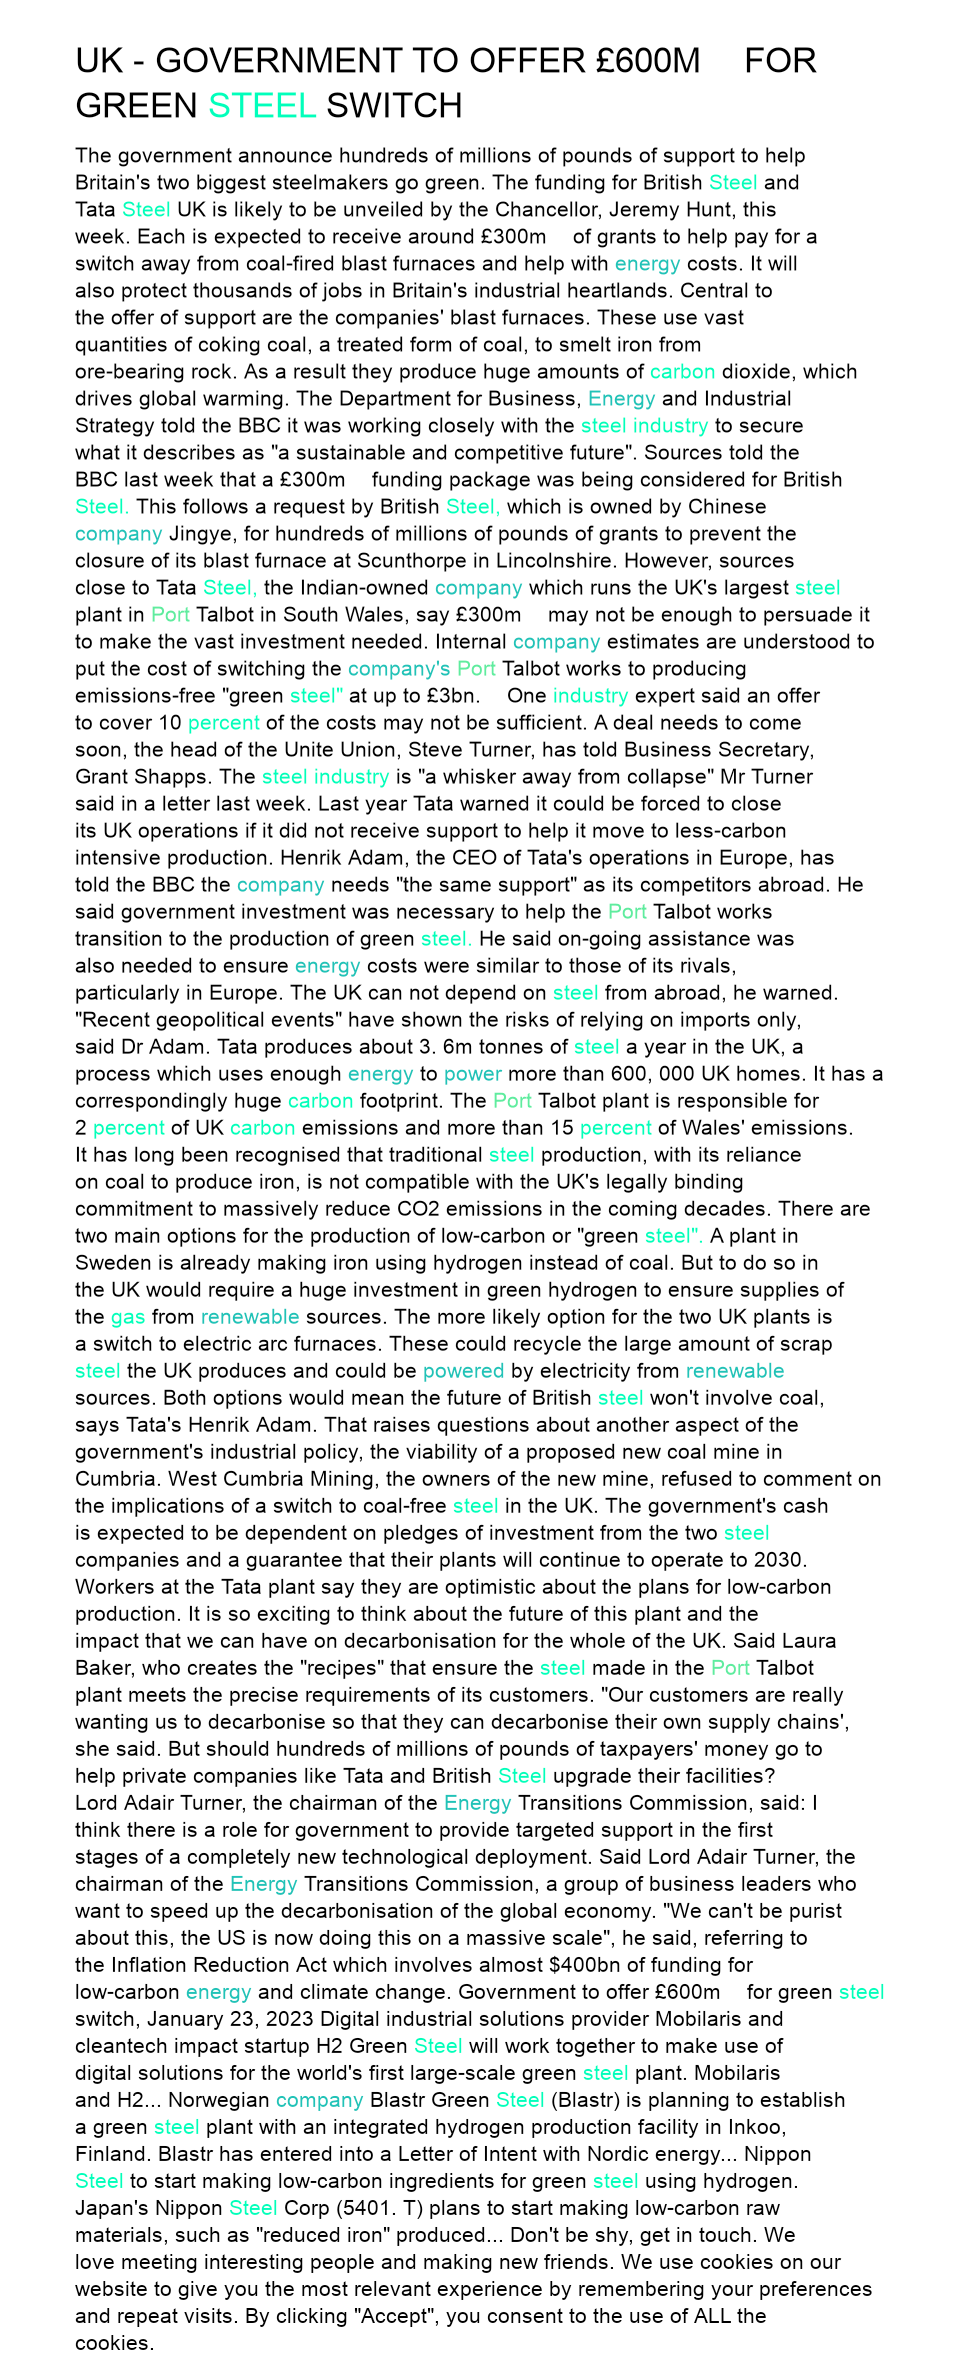 UK - GOVERNMENT TO OFFER £600M FOR
GREEN STEEL SWITCH
The government announce hundreds of millions of pounds of support to help
Britain's two biggest steelmakers go green. The funding for British Steel and
Tata Steel UK is likely to be unveiled by the Chancellor, Jeremy Hunt, this
week. Each is expected to receive around £300m of grants to help pay for a
switch away from coal-fired blast furnaces and help with energy costs. It will
also protect thousands of jobs in Britain's industrial heartlands. Central to
the offer of support are the companies' blast furnaces. These use vast
quantities of coking coal, a treated form of coal, to smelt iron from
ore-bearing rock. As a result they produce huge amounts of carbon dioxide, which
drives global warming. The Department for Business, Energy and Industrial
Strategy told the BBC it was working closely with the steel industry to secure
what it describes as "a sustainable and competitive future". Sources told the
BBC last week that a £300m funding package was being considered for British
Steel. This follows a request by British Steel, which is owned by Chinese
company Jingye, for hundreds of millions of pounds of grants to prevent the
closure of its blast furnace at Scunthorpe in Lincolnshire. However, sources
close to Tata Steel, the Indian-owned company which runs the UK's largest steel
plant in Port Talbot in South Wales, say £300m may not be enough to persuade it
to make the vast investment needed. Internal company estimates are understood to
put the cost of switching the company's Port Talbot works to producing
emissions-free "green steel" at up to £3bn. One industry expert said an offer
to cover 10 percent of the costs may not be sufficient. A deal needs to come
soon, the head of the Unite Union, Steve Turner, has told Business Secretary,
Grant Shapps. The steel industry is "a whisker away from collapse" Mr Turner
said in a letter last week. Last year Tata warned it could be forced to close
its UK operations if it did not receive support to help it move to less-carbon
intensive production. Henrik Adam, the CEO of Tata's operations in Europe, has
told the BBC the company needs "the same support" as its competitors abroad. He
said government investment was necessary to help the Port Talbot works
transition to the production of green steel. He said on-going assistance was
also needed to ensure energy costs were similar to those of its rivals,
particularly in Europe. The UK can not depend on steel from abroad, he warned.
"Recent geopolitical events" have shown the risks of relying on imports only,
said Dr Adam. Tata produces about 3. 6m tonnes of steel a year in the UK, a
process which uses enough energy to power more than 600, 000 UK homes. It has a
correspondingly huge carbon footprint. The Port Talbot plant is responsible for
2 percent of UK carbon emissions and more than 15 percent of Wales' emissions.
It has long been recognised that traditional steel production, with its reliance
on coal to produce iron, is not compatible with the UK's legally binding
commitment to massively reduce CO2 emissions in the coming decades. There are
two main options for the production of low-carbon or "green steel". A plant in
Sweden is already making iron using hydrogen instead of coal. But to do so in
the UK would require a huge investment in green hydrogen to ensure supplies of
the gas from renewable sources. The more likely option for the two UK plants is
a switch to electric arc furnaces. These could recycle the large amount of scrap
steel the UK produces and could be powered by electricity from renewable
sources. Both options would mean the future of British steel won't involve coal,
says Tata's Henrik Adam. That raises questions about another aspect of the
government's industrial policy, the viability of a proposed new coal mine in
Cumbria. West Cumbria Mining, the owners of the new mine, refused to comment on
the implications of a switch to coal-free steel in the UK. The government's cash
is expected to be dependent on pledges of investment from the two steel
companies and a guarantee that their plants will continue to operate to 2030.
Workers at the Tata plant say they are optimistic about the plans for low-carbon
production. It is so exciting to think about the future of this plant and the
impact that we can have on decarbonisation for the whole of the UK. Said Laura
Baker, who creates the "recipes" that ensure the steel made in the Port Talbot
plant meets the precise requirements of its customers. "Our customers are really
wanting us to decarbonise so that they can decarbonise their own supply chains',
she said. But should hundreds of millions of pounds of taxpayers' money go to
help private companies like Tata and British Steel upgrade their facilities?
Lord Adair Turner, the chairman of the Energy Transitions Commission, said: I
think there is a role for government to provide targeted support in the first
stages of a completely new technological deployment. Said Lord Adair Turner, the
chairman of the Energy Transitions Commission, a group of business leaders who
want to speed up the decarbonisation of the global economy. "We can't be purist
about this, the US is now doing this on a massive scale", he said, referring to
the Inflation Reduction Act which involves almost $400bn of funding for
low-carbon energy and climate change. Government to offer £600m for green steel
switch, January 23, 2023 Digital industrial solutions provider Mobilaris and
cleantech impact startup H2 Green Steel will work together to make use of
digital solutions for the world's first large-scale green steel plant. Mobilaris
and H2... Norwegian company Blastr Green Steel (Blastr) is planning to establish
a green steel plant with an integrated hydrogen production facility in Inkoo,
Finland. Blastr has entered into a Letter of Intent with Nordic energy... Nippon
Steel to start making low-carbon ingredients for green steel using hydrogen.
Japan's Nippon Steel Corp (5401. T) plans to start making low-carbon raw
materials, such as "reduced iron" produced... Don't be shy, get in touch. We
love meeting interesting people and making new friends. We use cookies on our
website to give you the most relevant experience by remembering your preferences
and repeat visits. By clicking "Accept", you consent to the use of ALL the
cookies.